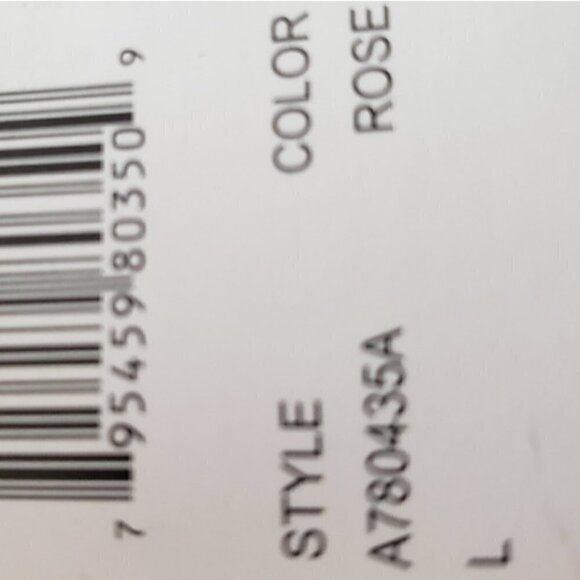 7 95459 80350 9
STYLE COLOR
A780435A ROSE
L